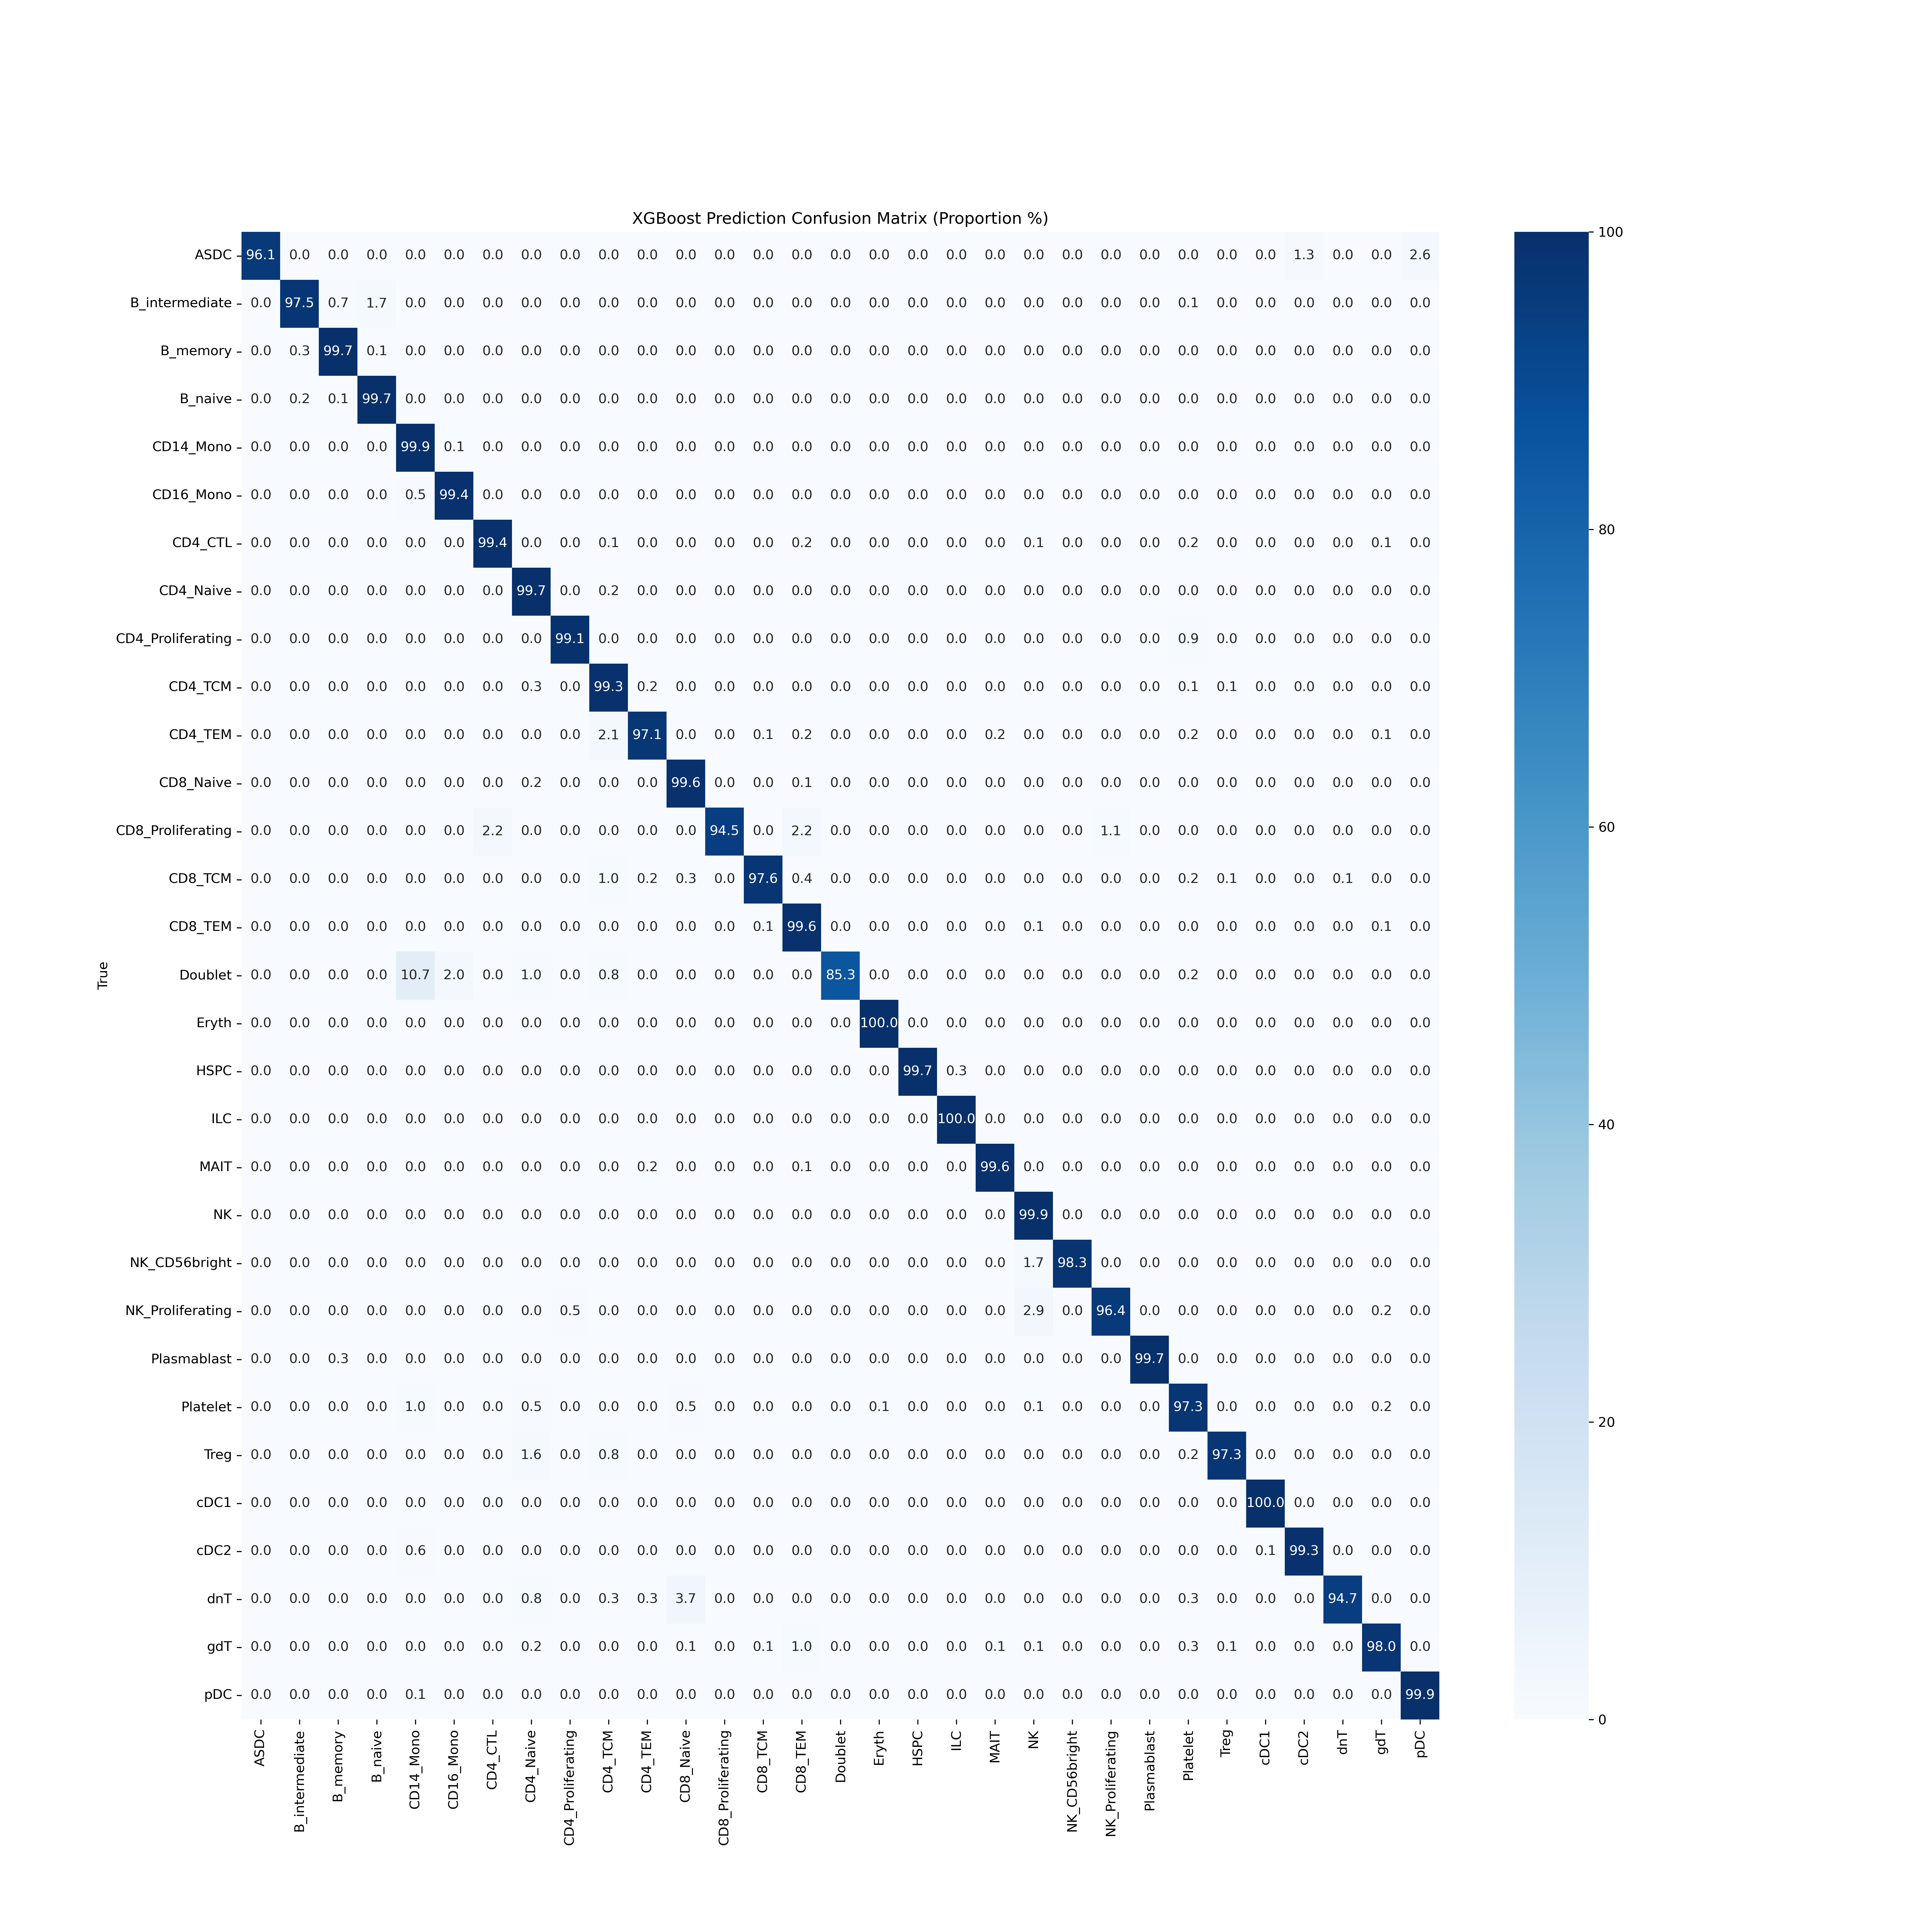 XGBoost Prediction Confusion Matrix (Proportion %)
ASDC 96.1 0.0 0.0 0.0 0.0 0.0 0.0 0.0 0.0 0.0 0.0 0.0 0.0 0.0 0.0 0.0 0.0 0.0 0.0 0.0 0.0 0.0 0.0 0.0 0.0 0.0 0.0 1.3 0.0 0.0 2.6
B_intermediate 0.0 97.5 0.7 1.7 0.0 0.0 0.0 0.0 0.0 0.0 0.0 0.0 0.0 0.0 0.0 0.0 0.0 0.0 0.0 0.0 0.0 0.0 0.0 0.0 0.1 0.0 0.0 0.0 0.0 0.0 0.0
B_memory 0.0 0.3 99.7 0.1 0.0 0.0 0.0 0.0 0.0 0.0 0.0 0.0 0.0 0.0 0.0 0.0 0.0 0.0 0.0 0.0 0.0 0.0 0.0 0.0 0.0 0.0 0.0 0.0 0.0 0.0 0.0
B_naive 0.0 0.2 0.1 99.7 0.0 0.0 0.0 0.0 0.0 0.0 0.0 0.0 0.0 0.0 0.0 0.0 0.0 0.0 0.0 0.0 0.0 0.0 0.0 0.0 0.0 0.0 0.0 0.0 0.0 0.0 0.0
CD14_Mono 0.0 0.0 0.0 0.0 99.9 0.1 0.0 0.0 0.0 0.0 0.0 0.0 0.0 0.0 0.0 0.0 0.0 0.0 0.0 0.0 0.0 0.0 0.0 0.0 0.0 0.0 0.0 0.0 0.0 0.0 0.0
CD16_Mono 0.0 0.0 0.0 0.0 0.5 99.4 0.0 0.0 0.0 0.0 0.0 0.0 0.0 0.0 0.0 0.0 0.0 0.0 0.0 0.0 0.0 0.0 0.0 0.0 0.0 0.0 0.0 0.0 0.0 0.0 0.0
CD4_CTL 0.0 0.0 0.0 0.0 0.0 0.0 99.4 0.0 0.0 0.1 0.0 0.0 0.0 0.0 0.2 0.0 0.0 0.0 0.0 0.0 0.1 0.0 0.0 0.0 0.2 0.0 0.0 0.0 0.0 0.1 0.0
CD4_Naive 0.0 0.0 0.0 0.0 0.0 0.0 0.0 99.7 0.0 0.2 0.0 0.0 0.0 0.0 0.0 0.0 0.0 0.0 0.0 0.0 0.0 0.0 0.0 0.0 0.0 0.0 0.0 0.0 0.0 0.0 0.0
CD4_Proliferating 0.0 0.0 0.0 0.0 0.0 0.0 0.0 0.0 99.1 0.0 0.0 0.0 0.0 0.0 0.0 0.0 0.0 0.0 0.0 0.0 0.0 0.0 0.0 0.0 0.9 0.0 0.0 0.0 0.0 0.0 0.0
CD4_TCM 0.0 0.0 0.0 0.0 0.0 0.0 0.0 0.3 0.0 99.3 0.2 0.0 0.0 0.0 0.0 0.0 0.0 0.0 0.0 0.0 0.0 0.0 0.0 0.0 0.1 0.1 0.0 0.0 0.0 0.0 0.0
CD4_TEM 0.0 0.0 0.0 0.0 0.0 0.0 0.0 0.0 0.0 2.1 97.1 0.0 0.0 0.1 0.2 0.0 0.0 0.0 0.0 0.2 0.0 0.0 0.0 0.0 0.2 0.0 0.0 0.0 0.0 0.1 0.0
CD8_Naive 0.0 0.0 0.0 0.0 0.0 0.0 0.0 0.2 0.0 0.0 0.0 99.6 0.0 0.0 0.1 0.0 0.0 0.0 0.0 0.0 0.0 0.0 0.0 0.0 0.0 0.0 0.0 0.0 0.0 0.0 0.0
CD8_Proliferating 0.0 0.0 0.0 0.0 0.0 0.0 2.2 0.0 0.0 0.0 0.0 0.0 94.5 0.0 2.2 0.0 0.0 0.0 0.0 0.0 0.0 0.0 1.1 0.0 0.0 0.0 0.0 0.0 0.0 0.0 0.0
CD8_TCM 0.0 0.0 0.0 0.0 0.0 0.0 0.0 0.0 0.0 1.0 0.2 0.3 0.0 97.6 0.4 0.0 0.0 0.0 0.0 0.0 0.0 0.0 0.0 0.0 0.2 0.1 0.0 0.0 0.1 0.0 0.0
CD8_TEM 0.0 0.0 0.0 0.0 0.0 0.0 0.0 0.0 0.0 0.0 0.0 0.0 0.0 0.1 99.6 0.0 0.0 0.0 0.0 0.0 0.1 0.0 0.0 0.0 0.0 0.0 0.0 0.0 0.0 0.1 0.0
Doublet 0.0 0.0 0.0 0.0 10.7 2.0 0.0 1.0 0.0 0.8 0.0 0.0 0.0 0.0 0.0 85.3 0.0 0.0 0.0 0.0 0.0 0.0 0.0 0.0 0.2 0.0 0.0 0.0 0.0 0.0 0.0
Eryth 0.0 0.0 0.0 0.0 0.0 0.0 0.0 0.0 0.0 0.0 0.0 0.0 0.0 0.0 0.0 0.0 100.0 0.0 0.0 0.0 0.0 0.0 0.0 0.0 0.0 0.0 0.0 0.0 0.0 0.0 0.0
HSPC 0.0 0.0 0.0 0.0 0.0 0.0 0.0 0.0 0.0 0.0 0.0 0.0 0.0 0.0 0.0 0.0 0.0 99.7 0.3 0.0 0.0 0.0 0.0 0.0 0.0 0.0 0.0 0.0 0.0 0.0 0.0
ILC 0.0 0.0 0.0 0.0 0.0 0.0 0.0 0.0 0.0 0.0 0.0 0.0 0.0 0.0 0.0 0.0 0.0 0.0 100.0 0.0 0.0 0.0 0.0 0.0 0.0 0.0 0.0 0.0 0.0 0.0 0.0
MAIT 0.0 0.0 0.0 0.0 0.0 0.0 0.0 0.0 0.0 0.0 0.2 0.0 0.0 0.0 0.1 0.0 0.0 0.0 0.0 99.6 0.0 0.0 0.0 0.0 0.0 0.0 0.0 0.0 0.0 0.0 0.0
NK 0.0 0.0 0.0 0.0 0.0 0.0 0.0 0.0 0.0 0.0 0.0 0.0 0.0 0.0 0.0 0.0 0.0 0.0 0.0 0.0 99.9 0.0 0.0 0.0 0.0 0.0 0.0 0.0 0.0 0.0 0.0
NK_CD56bright 0.0 0.0 0.0 0.0 0.0 0.0 0.0 0.0 0.0 0.0 0.0 0.0 0.0 0.0 0.0 0.0 0.0 0.0 0.0 0.0 1.7 98.3 0.0 0.0 0.0 0.0 0.0 0.0 0.0 0.0 0.0
NK_Proliferating 0.0 0.0 0.0 0.0 0.0 0.0 0.0 0.0 0.5 0.0 0.0 0.0 0.0 0.0 0.0 0.0 0.0 0.0 0.0 0.0 2.9 0.0 96.4 0.0 0.0 0.0 0.0 0.0 0.0 0.2 0.0
Plasmablast 0.0 0.0 0.3 0.0 0.0 0.0 0.0 0.0 0.0 0.0 0.0 0.0 0.0 0.0 0.0 0.0 0.0 0.0 0.0 0.0 0.0 0.0 0.0 99.7 0.0 0.0 0.0 0.0 0.0 0.0 0.0
Platelet 0.0 0.0 0.0 0.0 1.0 0.0 0.0 0.5 0.0 0.0 0.0 0.5 0.0 0.0 0.0 0.0 0.1 0.0 0.0 0.0 0.1 0.0 0.0 0.0 97.3 0.0 0.0 0.0 0.0 0.2 0.0
Treg 0.0 0.0 0.0 0.0 0.0 0.0 0.0 1.6 0.0 0.8 0.0 0.0 0.0 0.0 0.0 0.0 0.0 0.0 0.0 0.0 0.0 0.0 0.0 0.0 0.2 97.3 0.0 0.0 0.0 0.0 0.0
cDC1 0.0 0.0 0.0 0.0 0.0 0.0 0.0 0.0 0.0 0.0 0.0 0.0 0.0 0.0 0.0 0.0 0.0 0.0 0.0 0.0 0.0 0.0 0.0 0.0 0.0 0.0 100.0 0.0 0.0 0.0 0.0
cDC2 0.0 0.0 0.0 0.0 0.6 0.0 0.0 0.0 0.0 0.0 0.0 0.0 0.0 0.0 0.0 0.0 0.0 0.0 0.0 0.0 0.0 0.0 0.0 0.0 0.0 0.0 0.1 99.3 0.0 0.0 0.0
dnT 0.0 0.0 0.0 0.0 0.0 0.0 0.0 0.8 0.0 0.3 0.3 3.7 0.0 0.0 0.0 0.0 0.0 0.0 0.0 0.0 0.0 0.0 0.0 0.0 0.3 0.0 0.0 0.0 94.7 0.0 0.0
gdT 0.0 0.0 0.0 0.0 0.0 0.0 0.0 0.2 0.0 0.0 0.0 0.1 0.0 0.1 1.0 0.0 0.0 0.0 0.0 0.1 0.1 0.0 0.0 0.0 0.3 0.1 0.0 0.0 0.0 98.0 0.0
pDC 0.0 0.0 0.0 0.0 0.1 0.0 0.0 0.0 0.0 0.0 0.0 0.0 0.0 0.0 0.0 0.0 0.0 0.0 0.0 0.0 0.0 0.0 0.0 0.0 0.0 0.0 0.0 0.0 0.0 0.0 99.9
True
ASDC
B_intermediate
B_memory
B_naive
CD14_Mono
CD16_Mono
CD4_CTL
CD4_Naive
CD4_Proliferating
CD4_TCM
CD4_TEM
CD8_Naive
CD8_Proliferating
CD8_TCM
CD8_TEM
Doublet
Eryth
HSPC
ILC
MAIT
NK
NK_CD56bright
NK_Proliferating
Plasmablast
Platelet
Treg
cDC1
cDC2
dnT
gdT
pDC
100
80
60
40
20
0